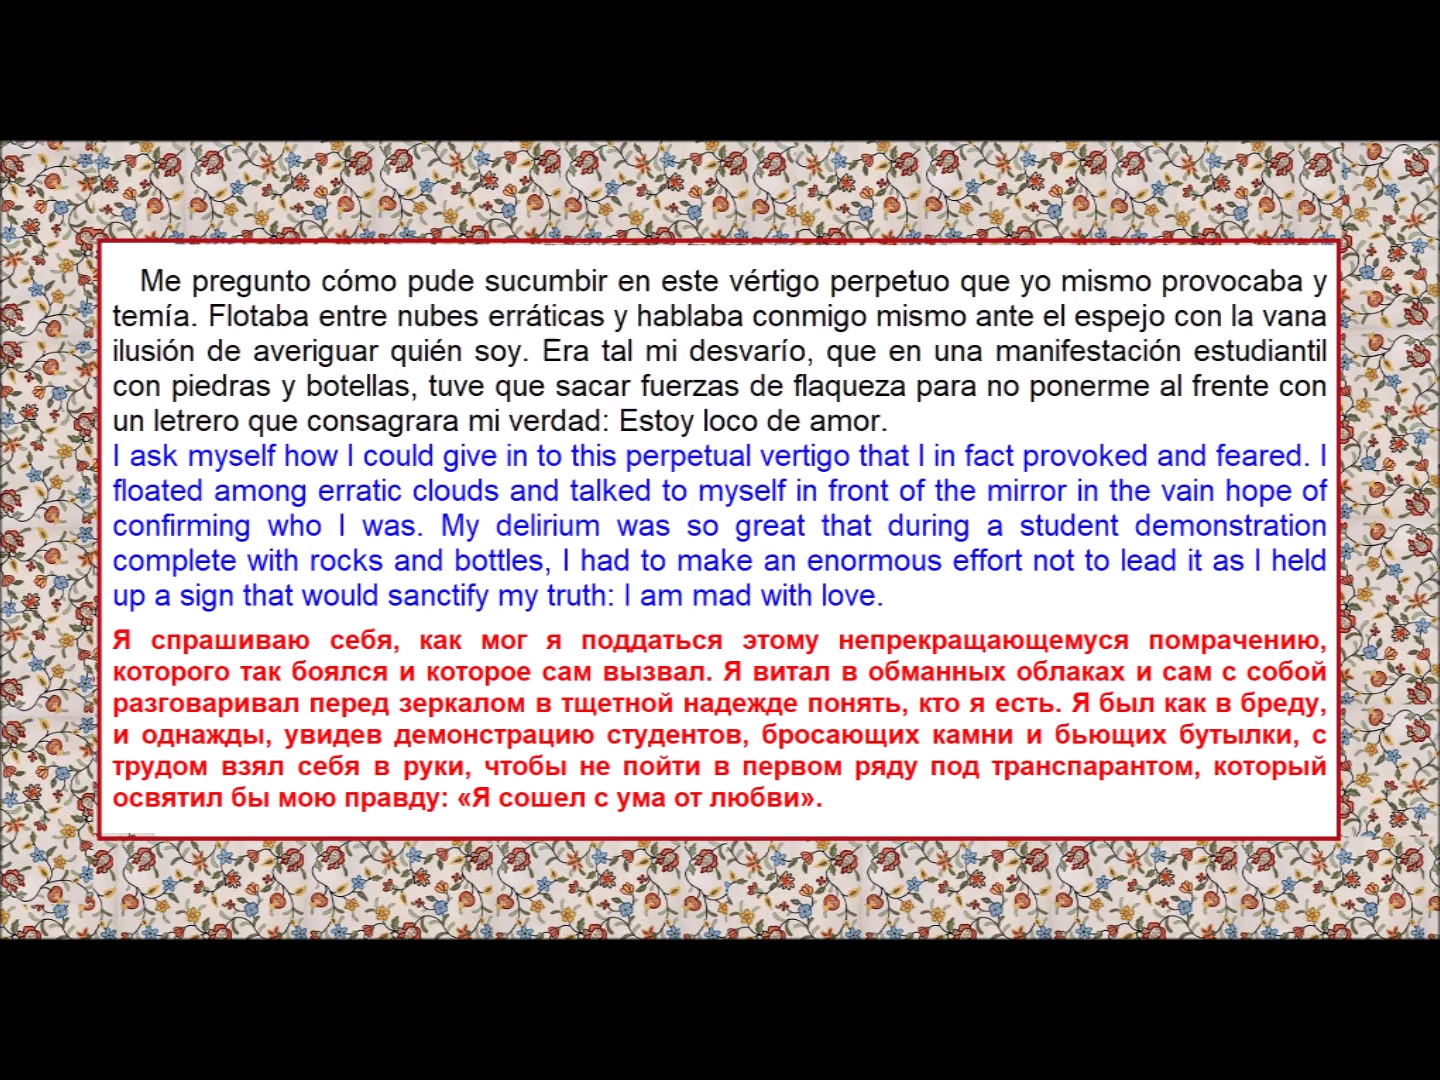 Me pregunto cómo pude sucumbir en este vértigo perpetuo que yo mismo provocaba y
temía. Flotaba entre nubes erráticas y hablaba conmigo mismo ante el espejo con la vana
ilusión de averiguar quién soy. Era tal mi desvarío, que en una manifestación estudiantil
con piedras y botellas, tuve que sacar fuerzas de flaqueza para no ponerme al frente con
un letrero que consagrara mi verdad: Estoy loco de amor.
I ask myself how I could give in to this perpetual vertigo that I in fact provoked and feared. I
floated among erratic clouds and talked to myself in front of the mirror in the vain hope of
confirming who I was. My delirium was so great that during a student demonstration
complete with rocks and bottles, I had to make an enormous effort not to lead it as I held
up a sign that would sanctify my truth: I am mad with love.
Я спрашиваю себя, как мог я поддаться этому непрекращающемуся помрачению,
которого так боялся и которое сам вызвал. Я витал в обманных облаках и сам с собой
разговаривал перед зеркалом в тщетной надежде понять, кто я есть. Я был как в бреду,
и однажды, увидев демонстрацию студентов, бросающих камни и бьющих бутылки, с
трудом взял себя в руки, чтобы не пойти в первом ряду под транспарантом, который
освятил бы мою правду: «Я сошел с ума от любви».